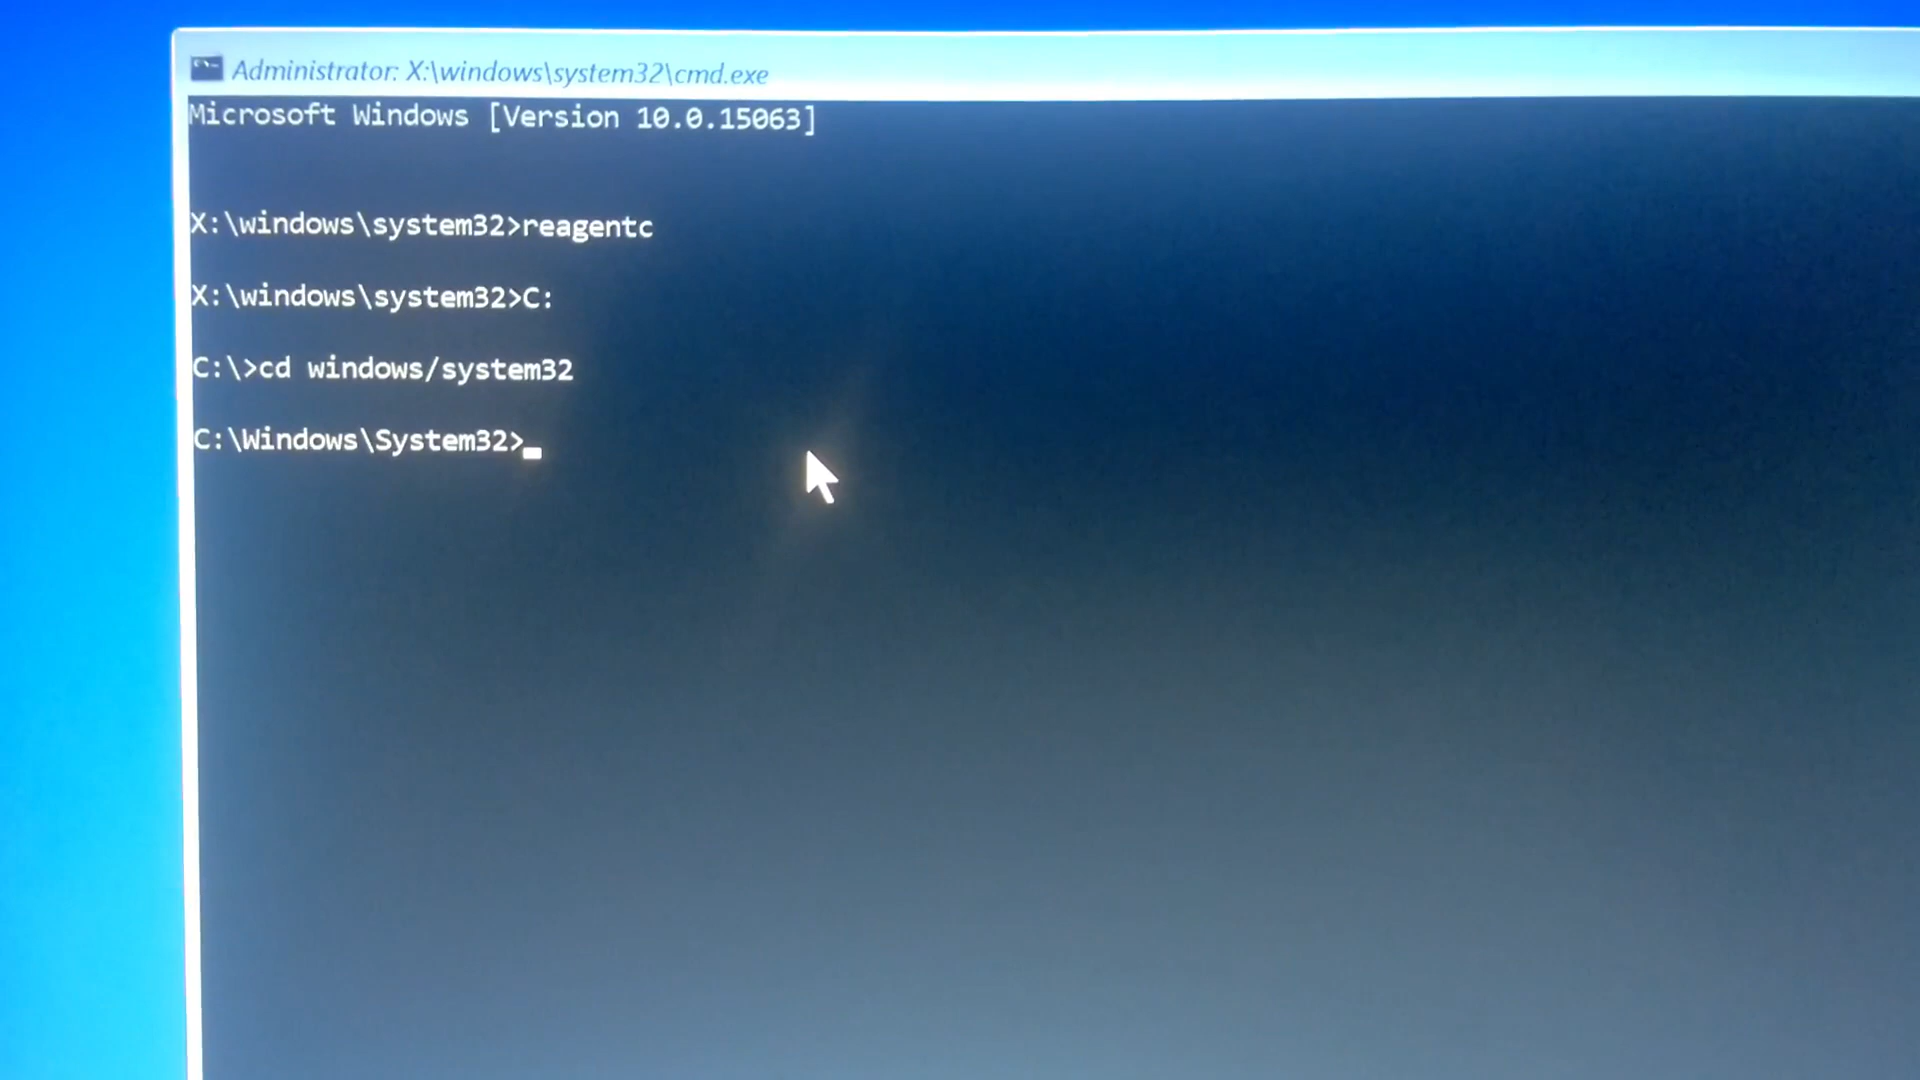 Administrator: X:\windows\system32\cmd.exe
Microsoft Windows [Version 10.0.15063]
X:\windows\system32>reagentc
X:\windows\system32>C:
C:\>cd windows/system32
C:\Windows\System32>